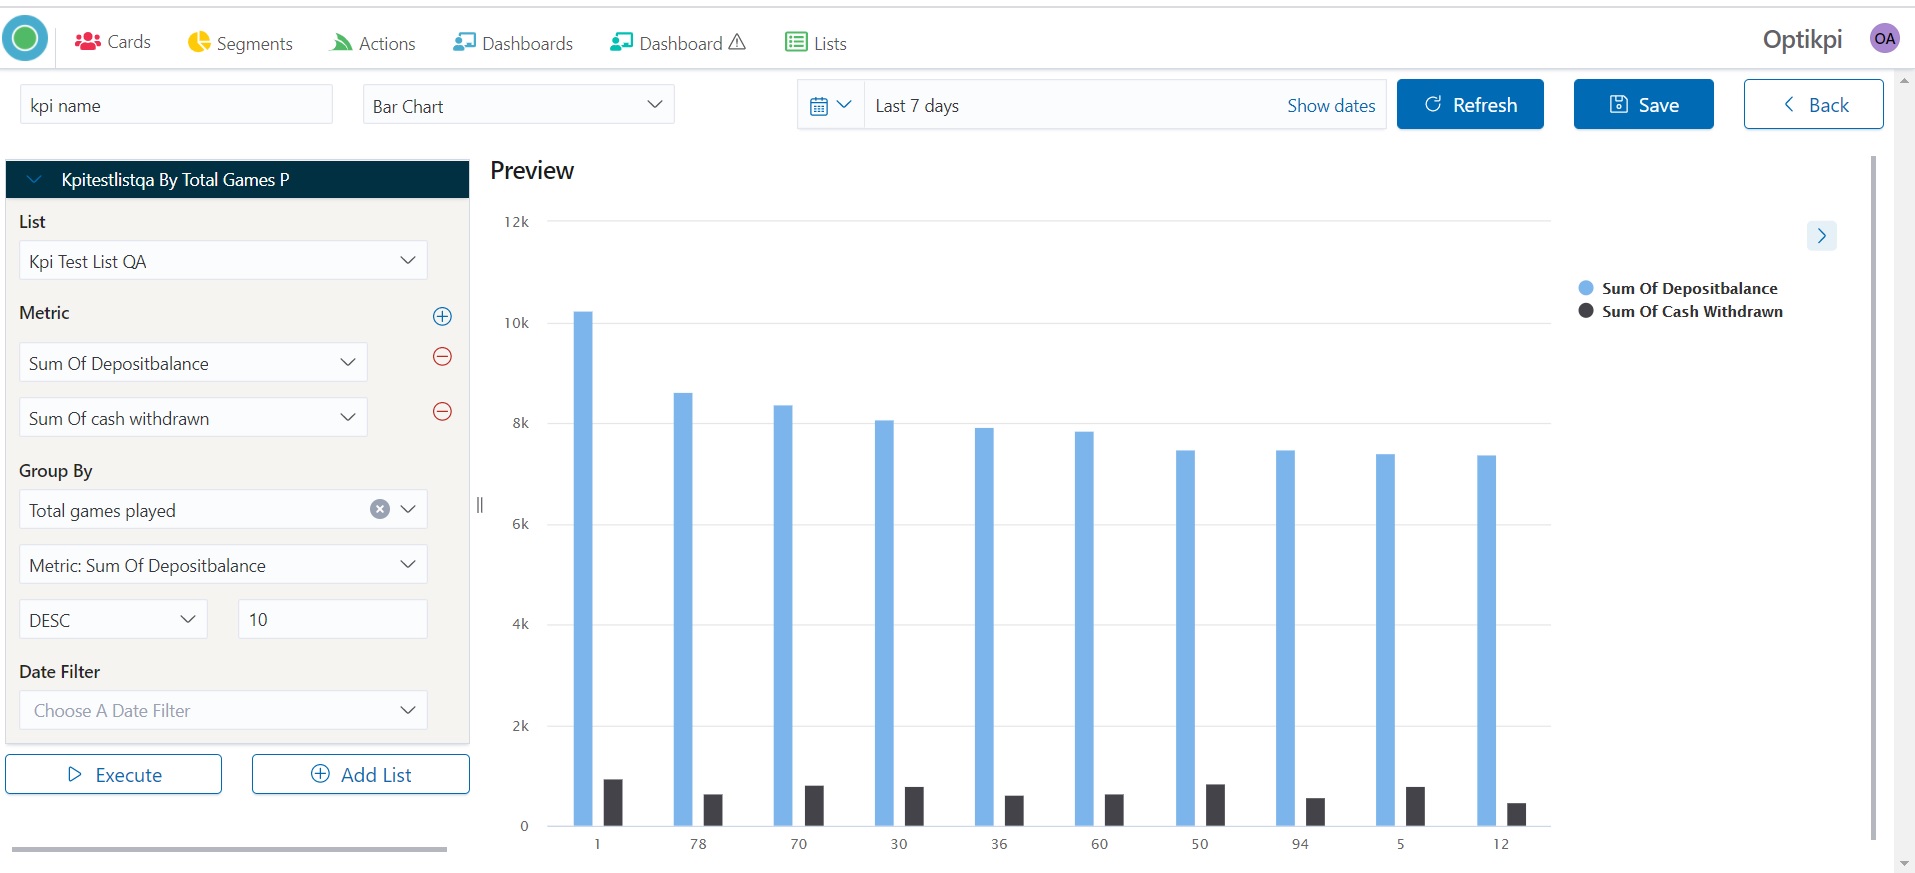 Cards
Segments
Actions
Dashboards
Dashboard
Lists
Optikpi
OA
kpi name
Bar Chart
Last 7 days
Show dates
Refresh
Save
Back
Kpitestlistqa By Total Games P
List
Kpi Test List QA
Metric
Sum Of Depositbalance
Sum Of cash withdrawn
Group By
Total games played
Metric: Sum Of Depositbalance
DESC
10
Date Filter
Choose A Date Filter
Execute
Add List
Preview
12k
10k
8k
6k
4k
2k
0
1 78 70 30 36 60 50 94 5 12
Sum Of Depositbalance
Sum Of Cash Withdrawn